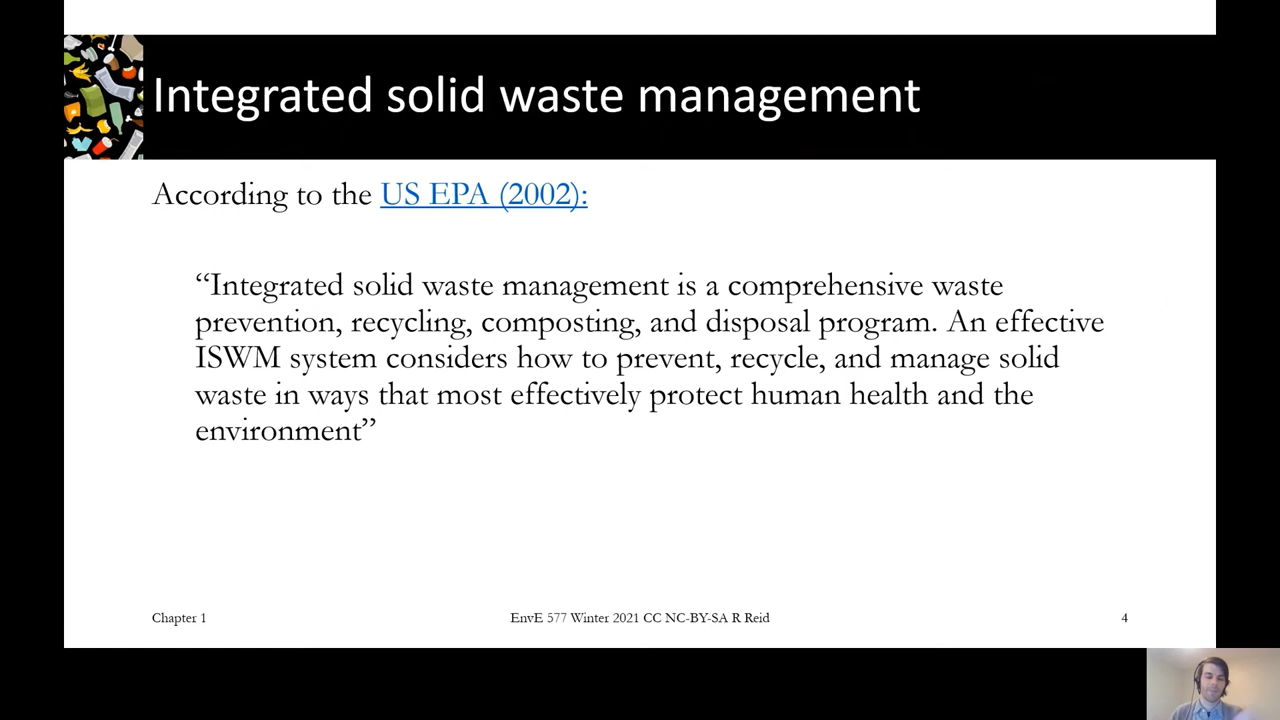 Integrated solid waste management
According to the US EPA (2002):
“Integrated solid waste management is a comprehensive waste
prevention, recycling, composting, and disposal program. An effective
ISWM system considers how to prevent, recycle, and manage solid
waste in ways that most effectively protect human health and the
environment”
Chapter 1
EnvE 577 Winter 2021 CC NC-BY-SA R Reid
4